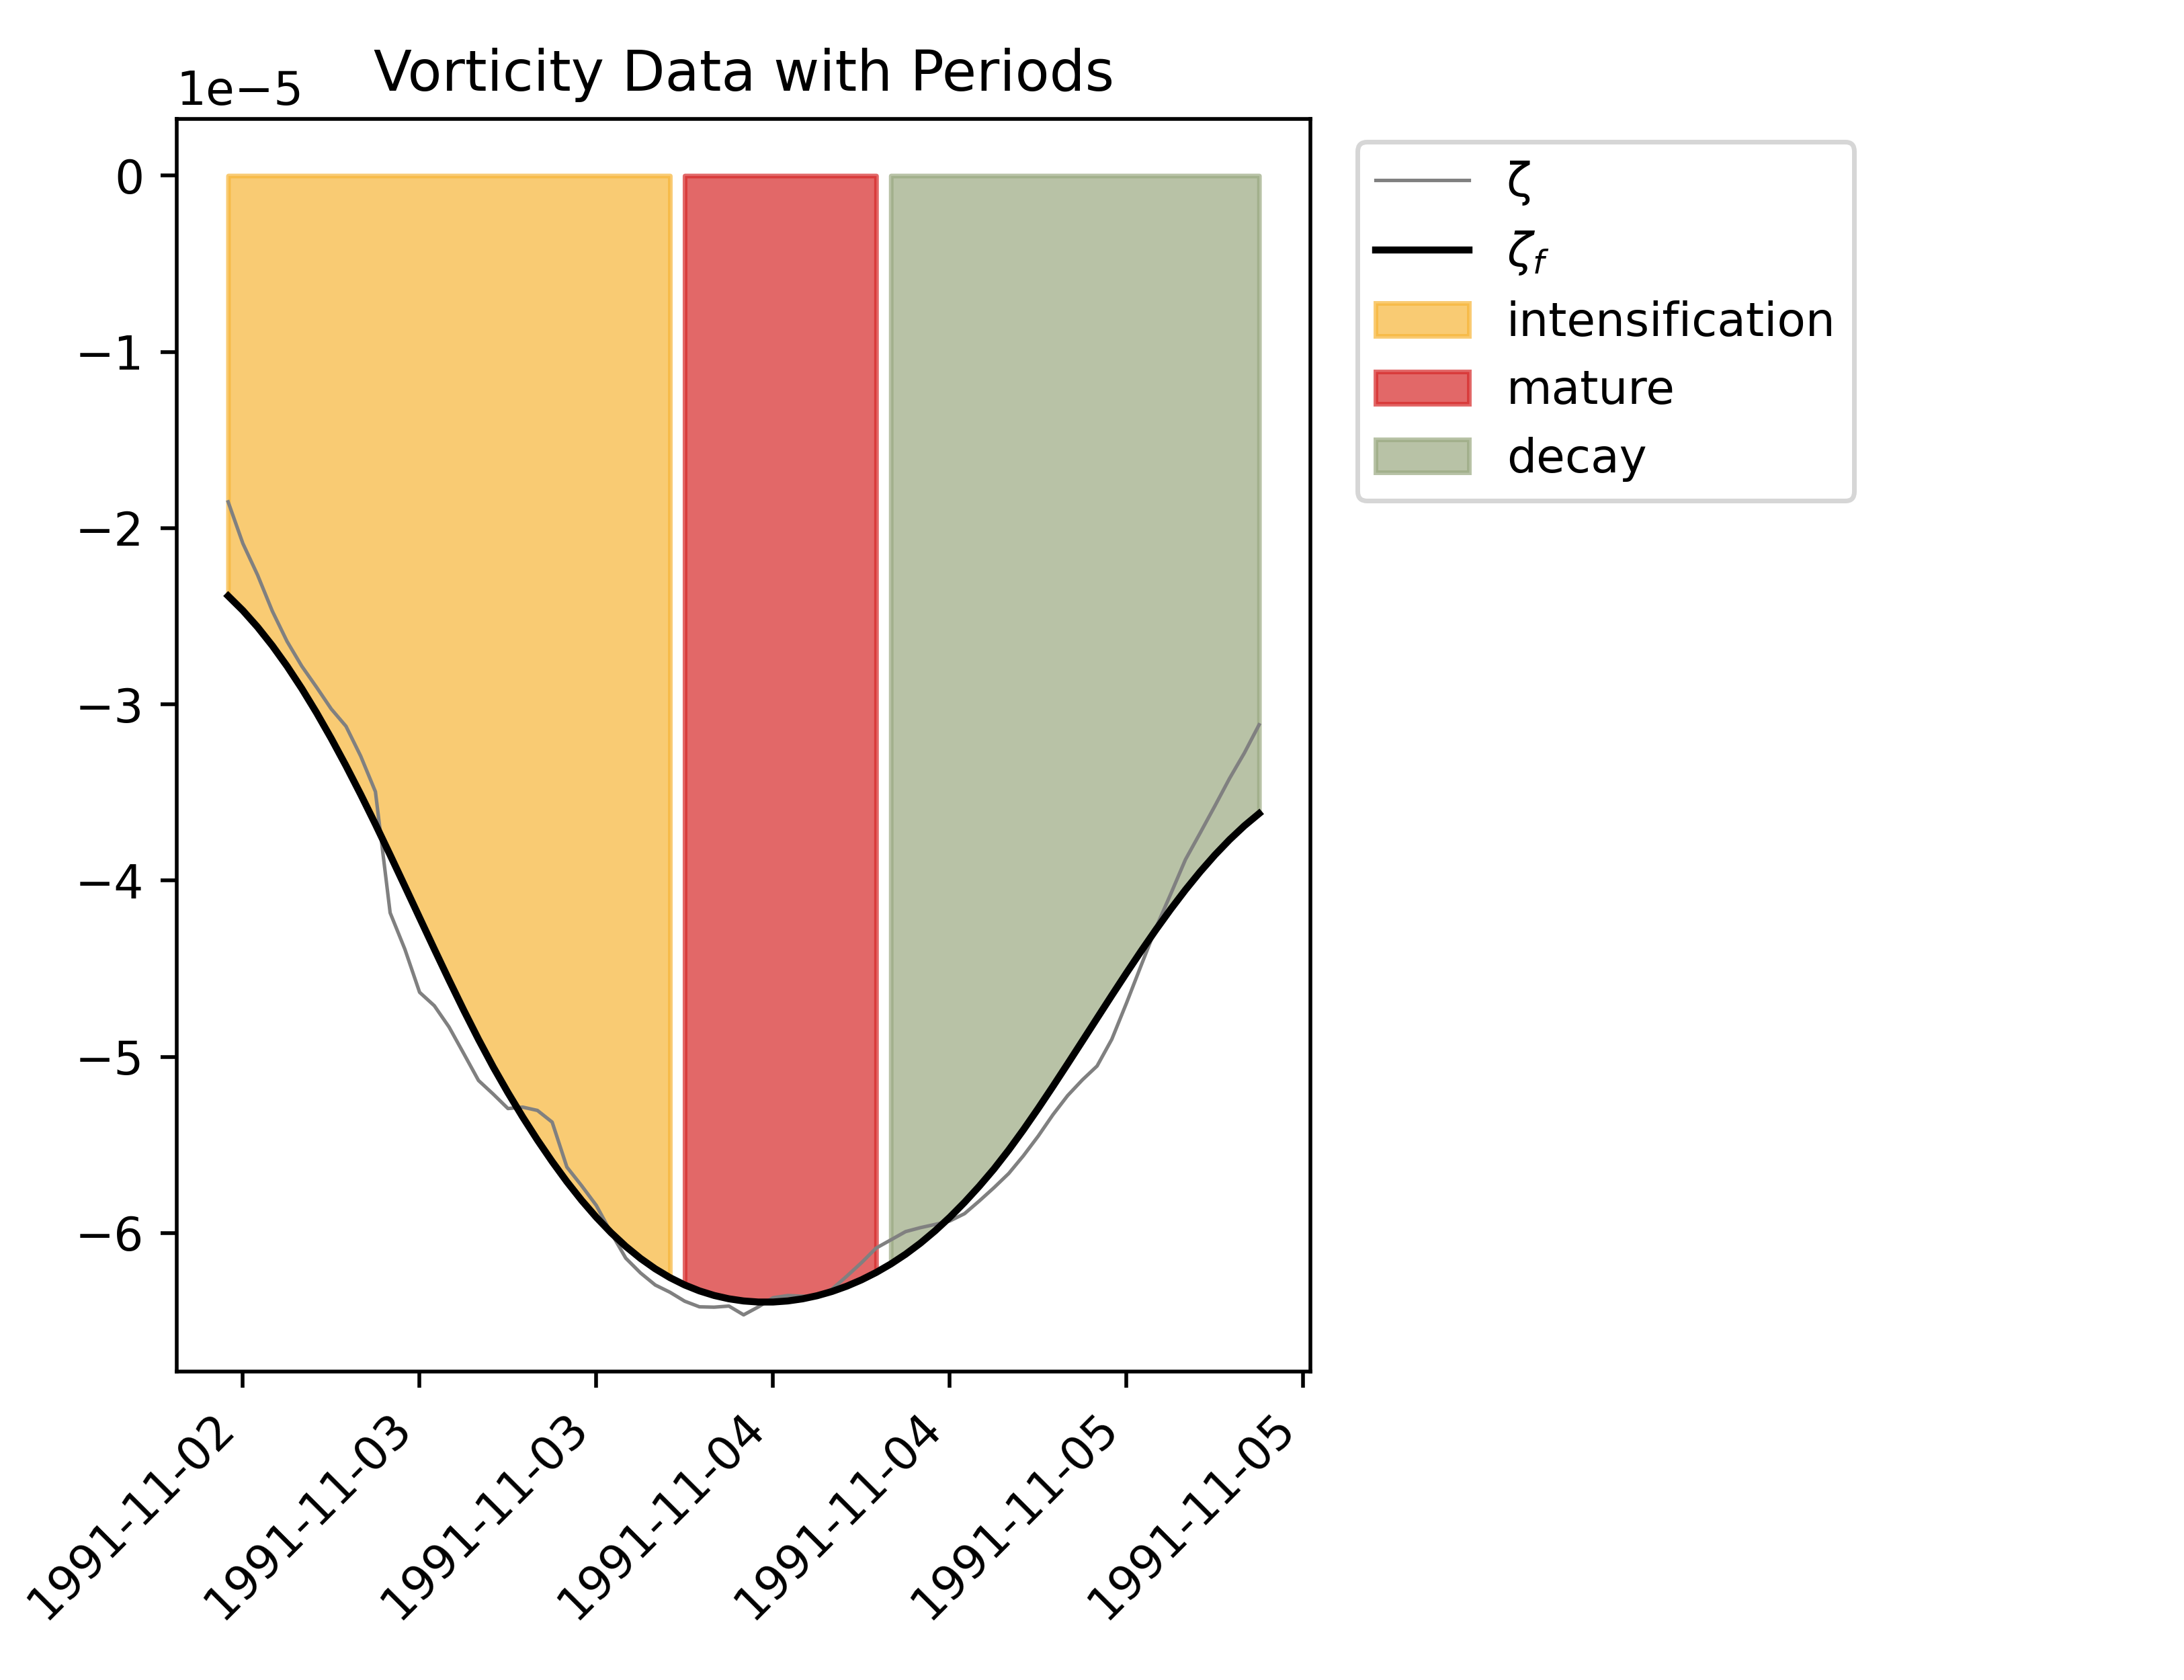 Vorticity Data with Periods
1e−5
0
−1
−2
−3
−4
−5
−6
1991-11-02
1991-11-03
1991-11-03
1991-11-04
1991-11-04
1991-11-05
1991-11-05
ζ
ζf
intensification
mature
decay